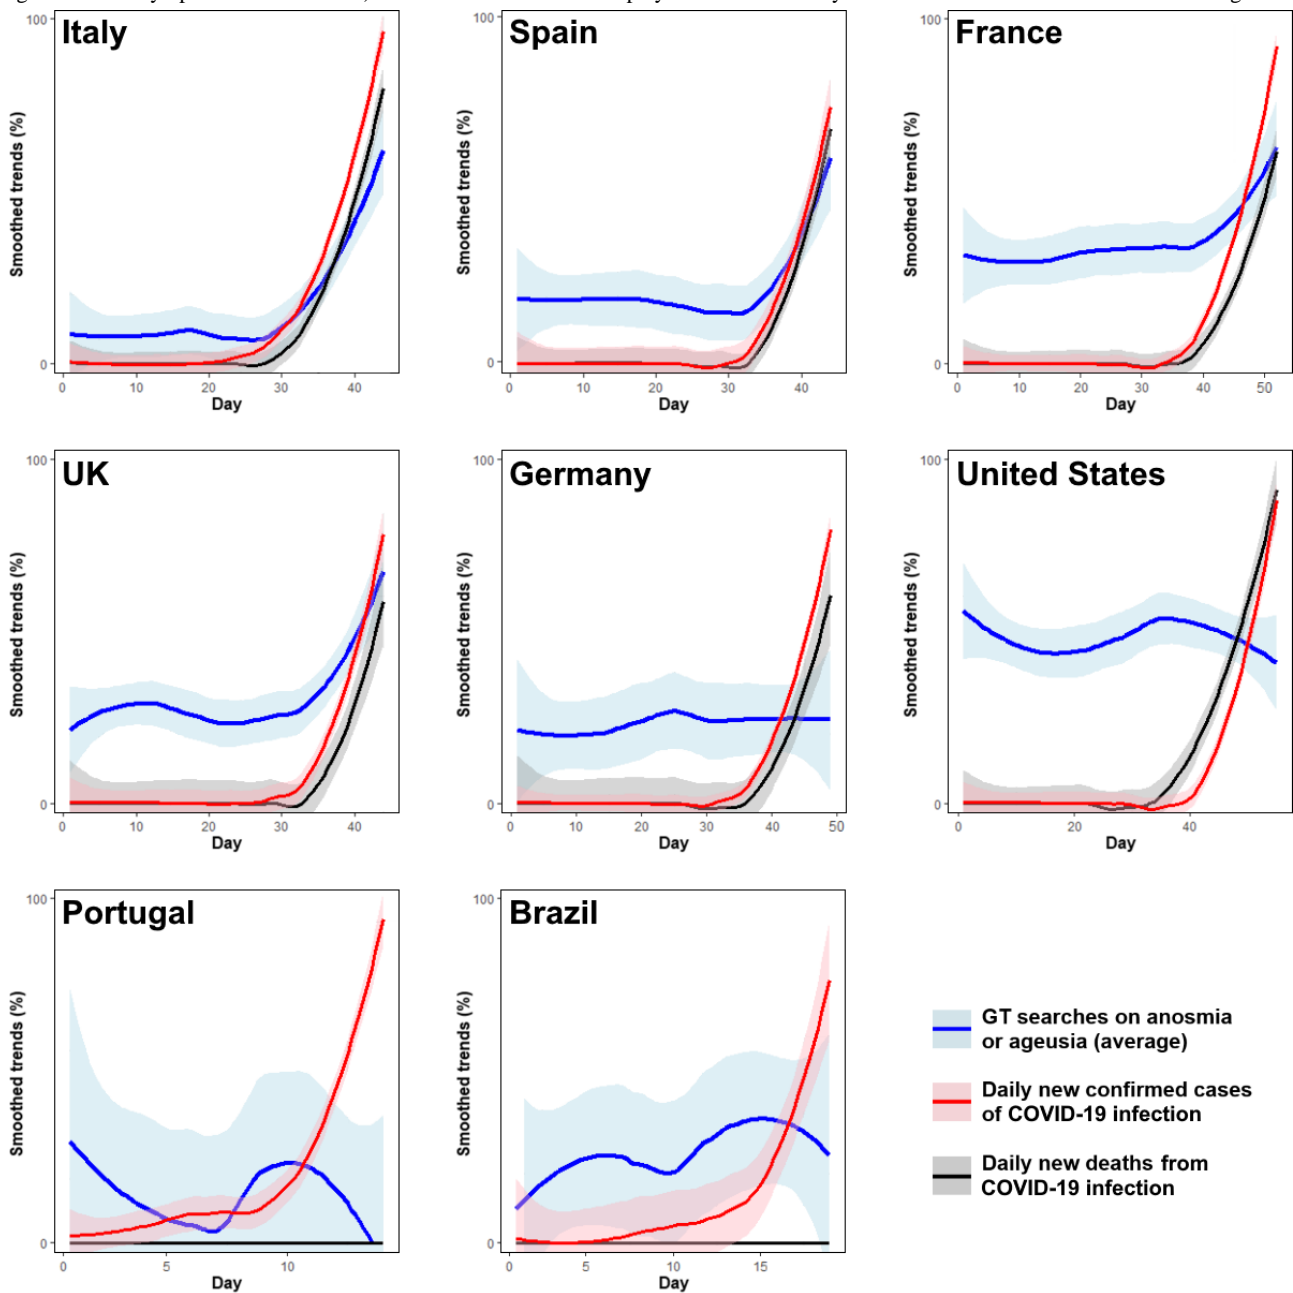 Italy
100
Smoothed trends (%)
0
0 10 20 30 40
Day
Spain
100
Smoothed trends (%)
0
0 10 20 30 40
Day
France
100
Smoothed trends (%)
0
0 10 20 30 40 50
Day
UK
100
Smoothed trends (%)
0
0 10 20 30 40
Day
Germany
100
Smoothed trends (%)
0
0 10 20 30 40 50
Day
United States
100
Smoothed trends (%)
0
0 20 40
Day
Portugal
100
Smoothed trends (%)
0
0 5 10
Day
Brazil
100
Smoothed trends (%)
0
0 5 10 15
Day
GT searches on anosmia
or ageusia (average)
Daily new confirmed cases
of COVID-19 infection
Daily new deaths from
COVID-19 infection